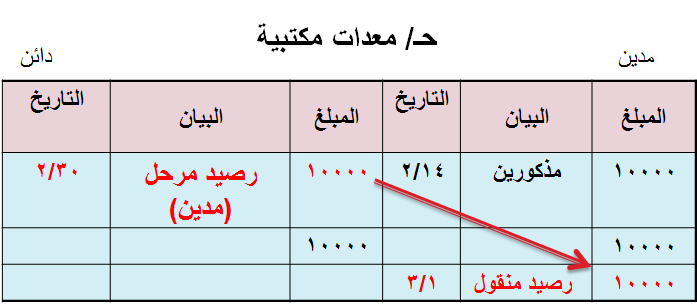 حـ/ معدات مكتبية
مدين دائن
المبلغ البيان التاريخ المبلغ البيان التاريخ
١٠٠٠٠ مذكورين ٢/١٤ ١٠٠٠٠ رصيد مرحل ٢/٣٠
(مدين)
١٠٠٠٠ ١٠٠٠٠
١٠٠٠٠ رصيد منقول ٣/١